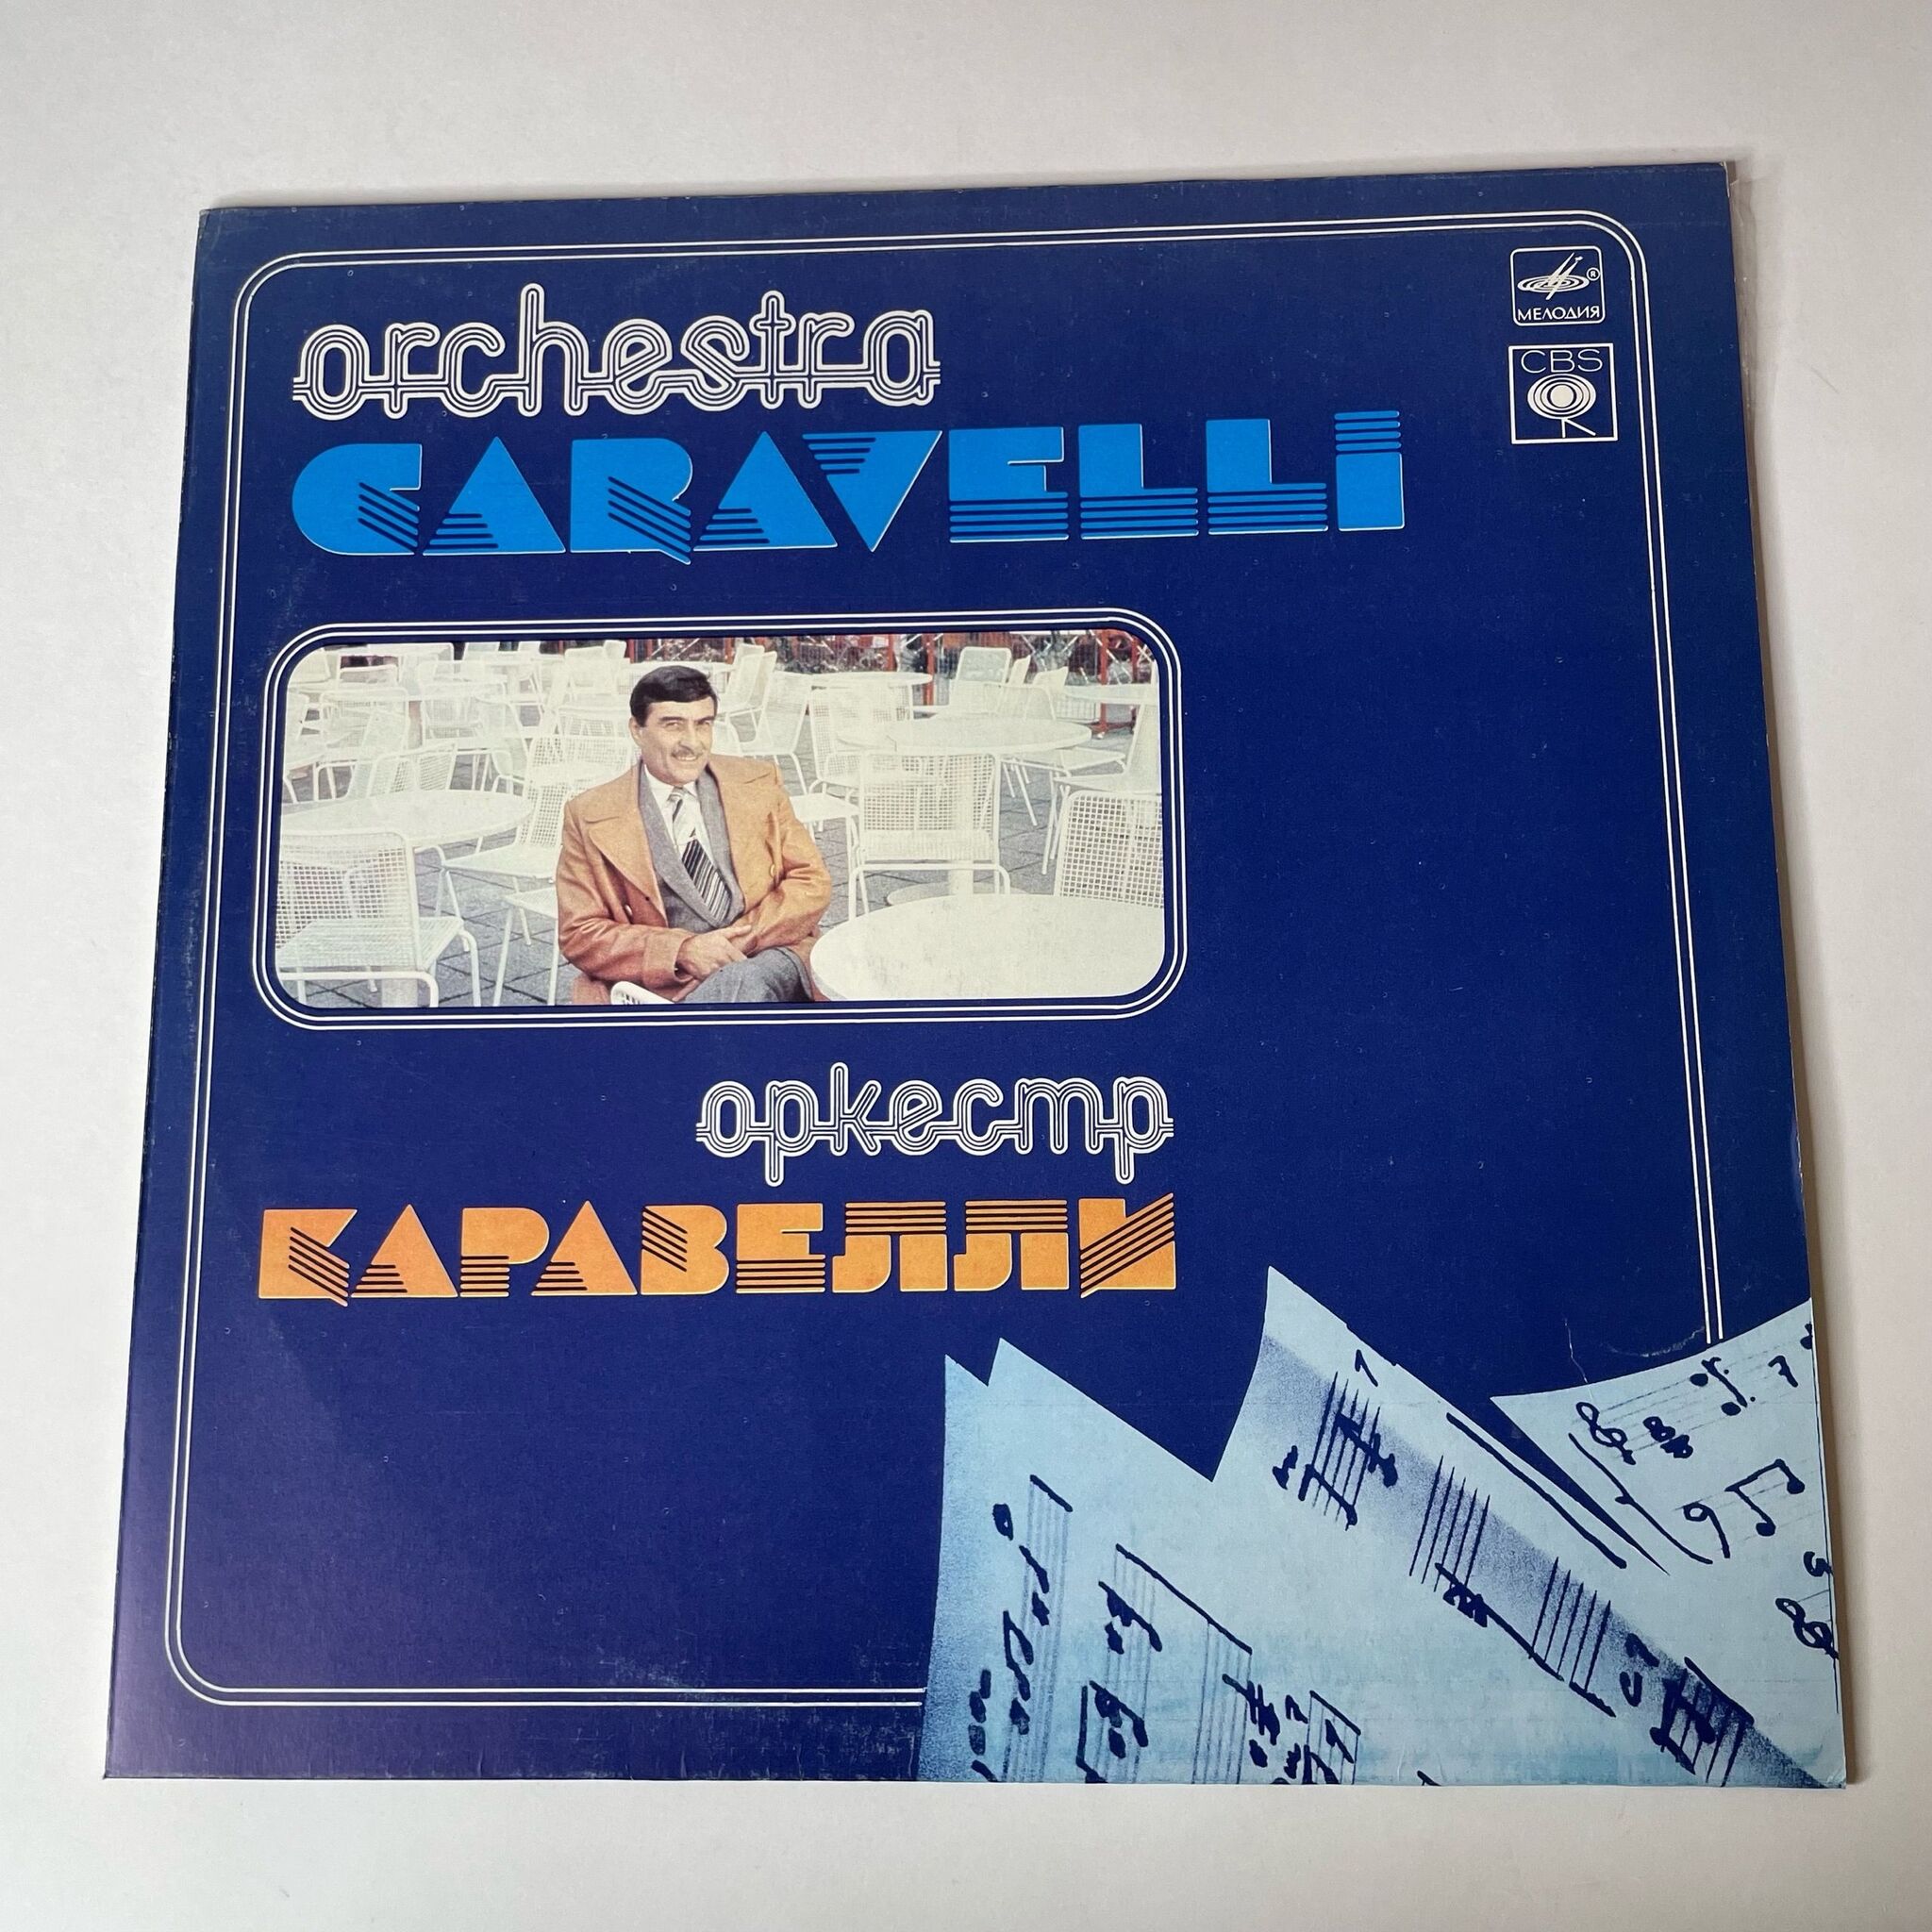 orchestra
CARAVELLI
МЕЛОДИЯ
®
CBS
оркестр
КАРАВЕЛЛИ